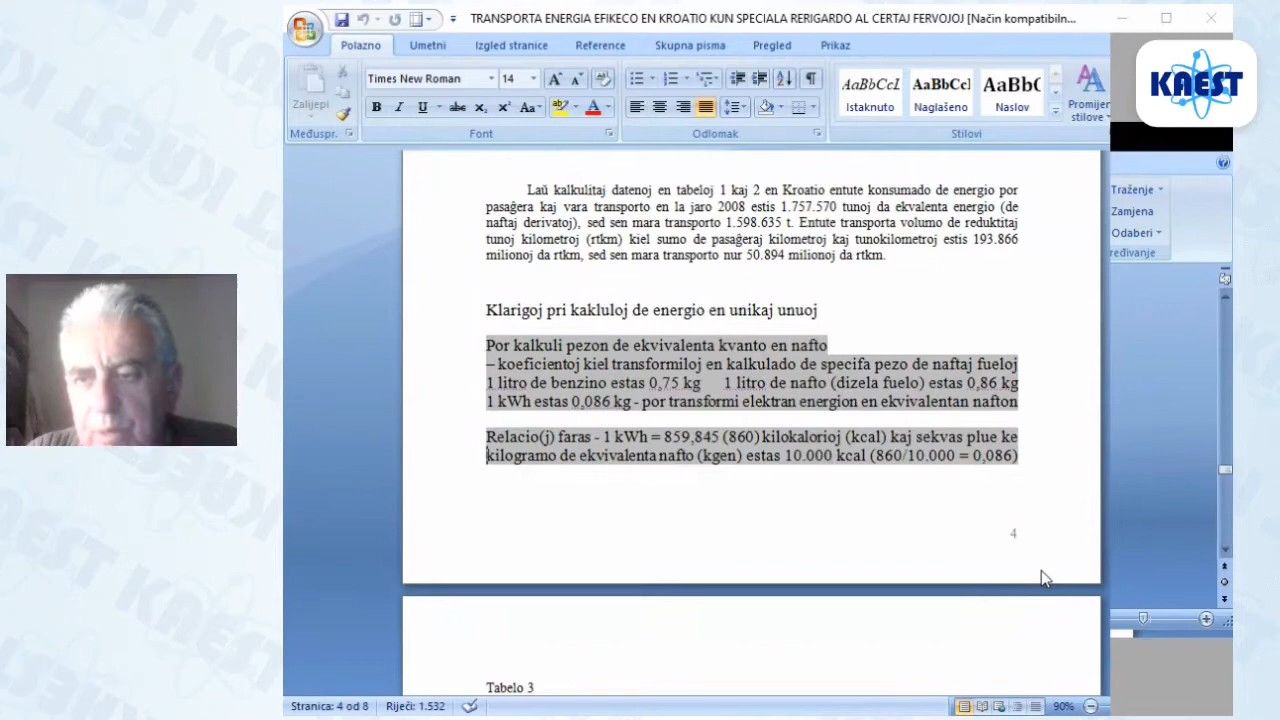 TRANSPORTA ENERGIA EFIKECO EN KROATIO KUN SPECIALA RERIGARDO AL CERTAJ FERVOJOJ [Način kompatibiln...
Polazno Umetni Izgled stranice Reference Skupna pisma Pregled Prikaz
KAEST
Times New Roman 14
AaBbCcL AaBbCcI AaBb(
Zalijepi
Istaknuto Naglašeno Naslov
Promijeni stilove
Međuspr. Font Odlomak Stilovi
Traženje
Zamjena
Odaberi
ređivanje
Laŭ kalkulitaj datenoj en tabeloj 1 kaj 2 en Kroatio entute konsumado de energio por
pasaĝera kaj vara transporto en la jaro 2008 estis 1.757.570 tunoj da ekvalenta energio (de
naftaj derivatoj), sed sen mara transporto 1.598.635 t. Entute transporta volumo de reduktitaj
tunoj kilometroj (rtkm) kiel sumo de pasaĝeraj kilometroj kaj tunokilometroj estis 193.866
milionoj da rtkm, sed sen mara transporto nur 50.894 milionoj da rtkm.
Klarigoj pri kakluloj de energio en unikaj unuoj
Por kalkuli pezon de ekvivalenta kvanto en nafto
– koeficientoj kiel transformiloj en kalkulado de specifa pezo de naftaj fueloj
1 litro de benzino estas 0,75 kg 1 litro de nafto (dizela fuelo) estas 0,86 kg
1 kWh estas 0,086 kg - por transformi elektran energion en ekvivalentan nafton
Relacio(j) faras - 1 kWh = 859,845 (860) kilokalorioj (kcal) kaj sekvas plue ke
kilogramo de ekvivalenta nafto (kgen) estas 10.000 kcal (860/10.000 = 0,086)
4
Tabelo 3
Stranica: 4 od 8 Riječi: 1.532 90%